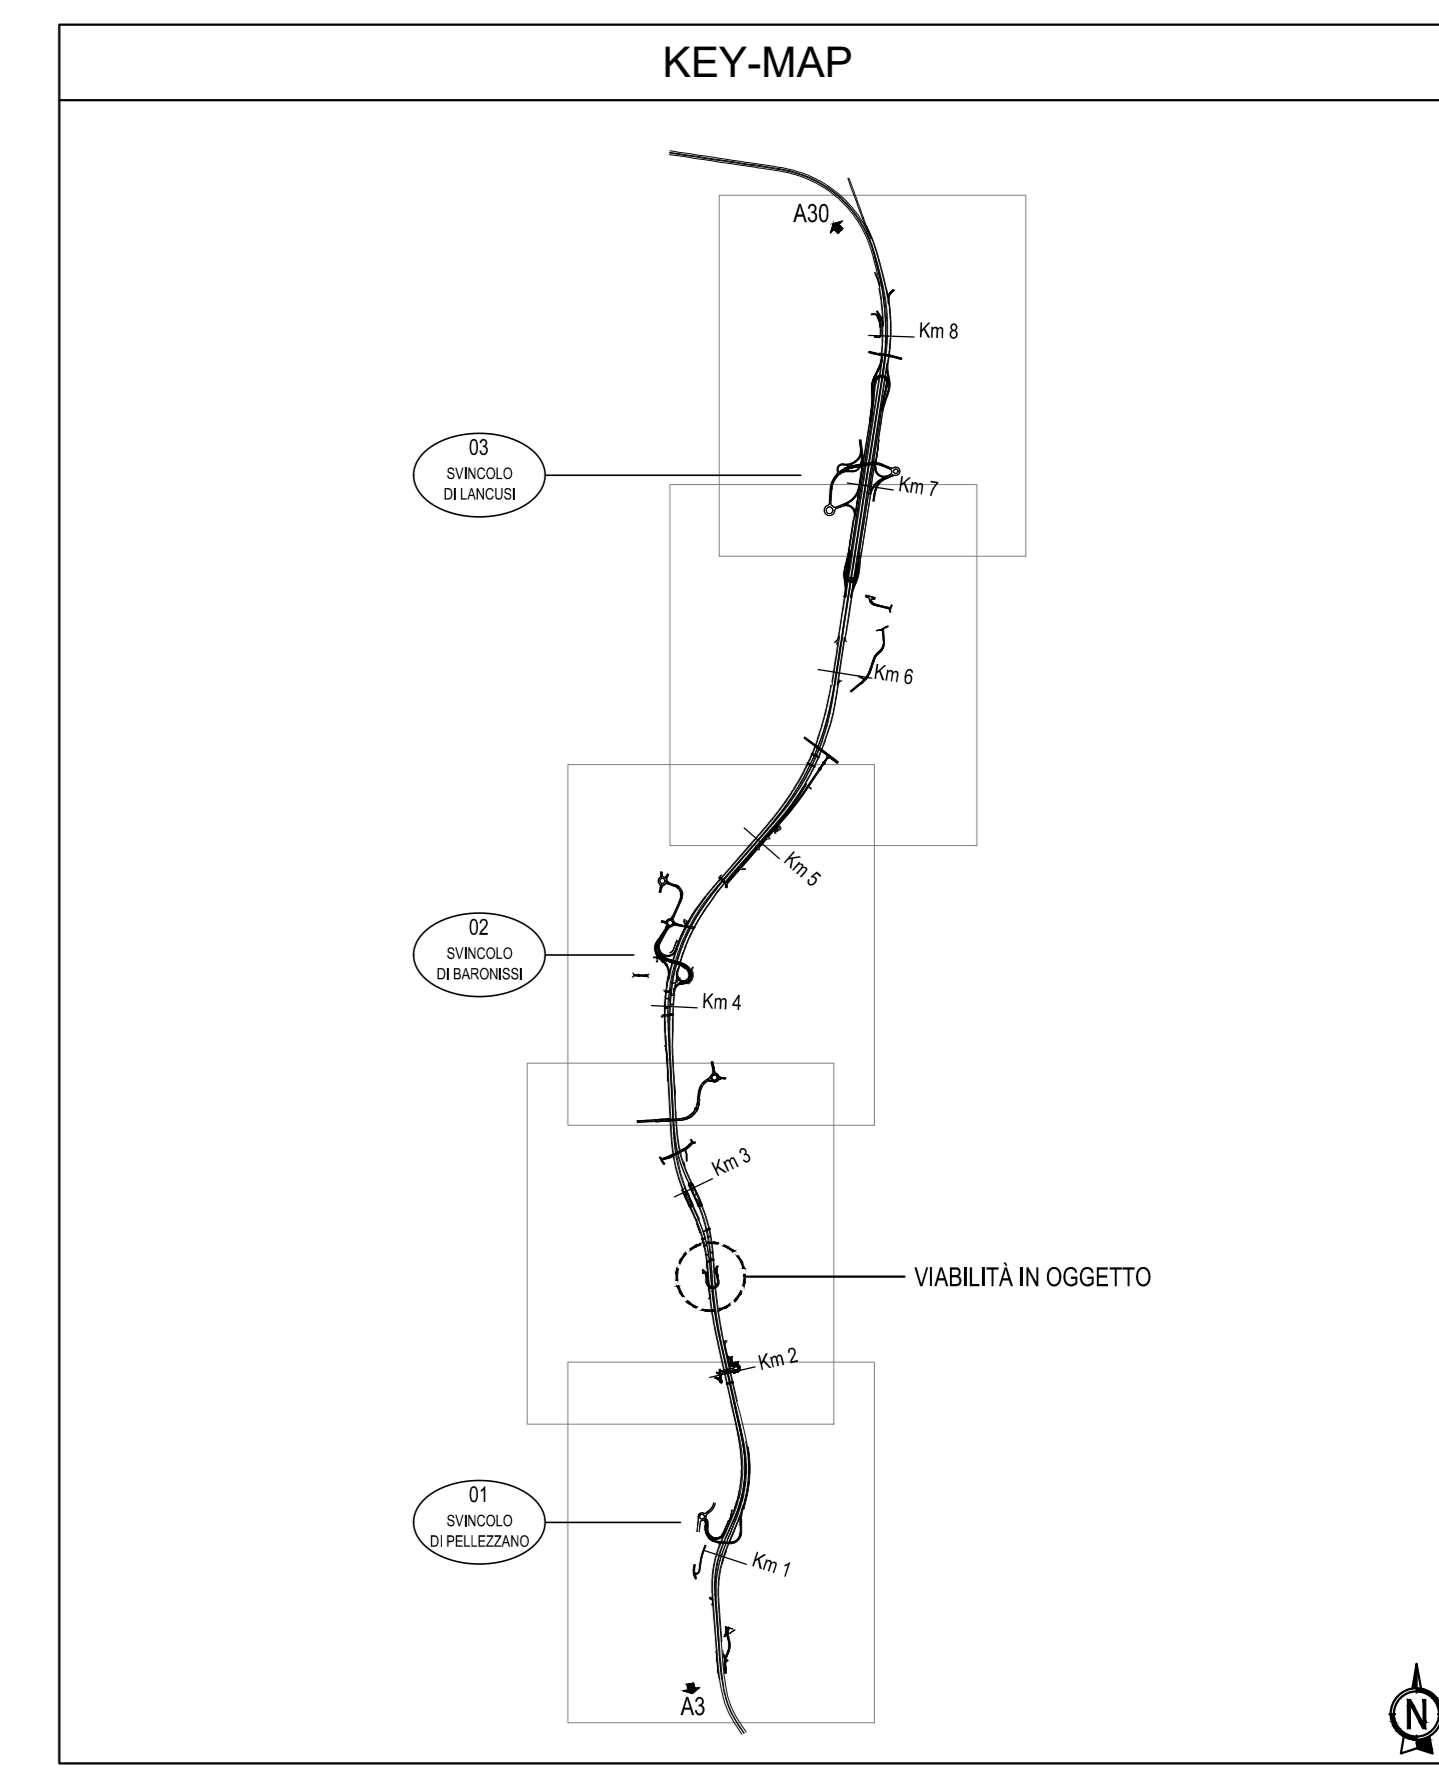 KEY-MAP
A30
Km 8
03
SVINCOLO
DI LANCUSI
Km 7
Km 6
Km 5
02
SVINCOLO
DI BARONISSI
Km 4
Km 3
VIABILITÀ IN OGGETTO
Km 2
01
SVINCOLO
DI PELLEZZANO
Km 1
A3
N